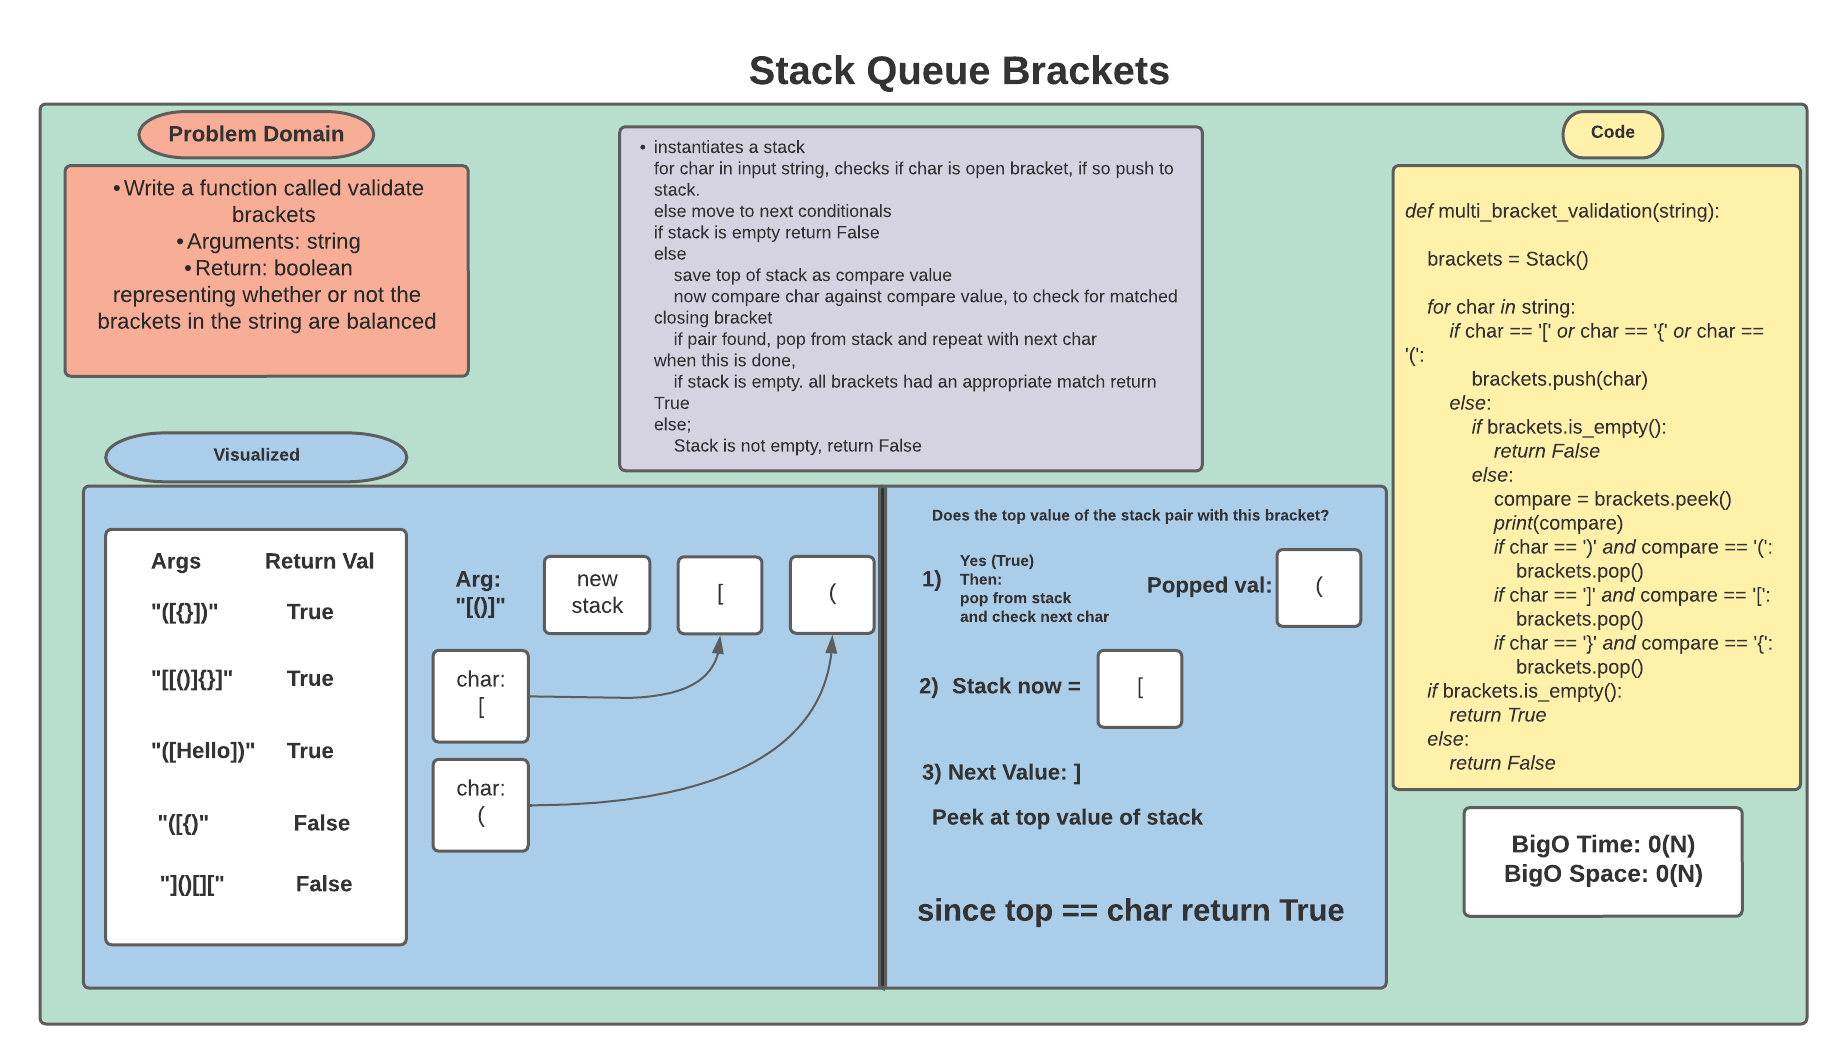 Stack Queue Brackets
Problem Domain
•Write a function called validate
brackets
•Arguments: string
•Return: boolean
representing whether or not the
brackets in the string are balanced
• instantiates a stack
for char in input string, checks if char is open bracket, if so push to
stack.
else move to next conditionals
if stack is empty return False
else
save top of stack as compare value
now compare char against compare value, to check for matched
closing bracket
if pair found, pop from stack and repeat with next char
when this is done,
if stack is empty. all brackets had an appropriate match return
True
else;
Stack is not empty, return False
Code
def multi_bracket_validation(string):
brackets = Stack()
for char in string:
if char == '[' or char == '{' or char ==
'(':
brackets.push(char)
else:
if brackets.is_empty():
return False
else:
compare = brackets.peek()
print(compare)
if char == ')' and compare == '(':
brackets.pop()
if char == ']' and compare == '[':
brackets.pop()
if char == '}' and compare == '{':
brackets.pop()
if brackets.is_empty():
return True
else:
return False
BigO Time: 0(N)
BigO Space: 0(N)
Visualized
Args Return Val
"([{}])" True
"[[()]{}]" True
"([Hello])" True
"([{)" False
"]()[][" False
Arg:
"[()]"
new
stack
[
(
char:
[
char:
(
Does the top value of the stack pair with this bracket?
1)
Yes (True)
Then:
pop from stack
and check next char
Popped val:
(
2) Stack now =
[
3) Next Value: ]
Peek at top value of stack
since top == char return True